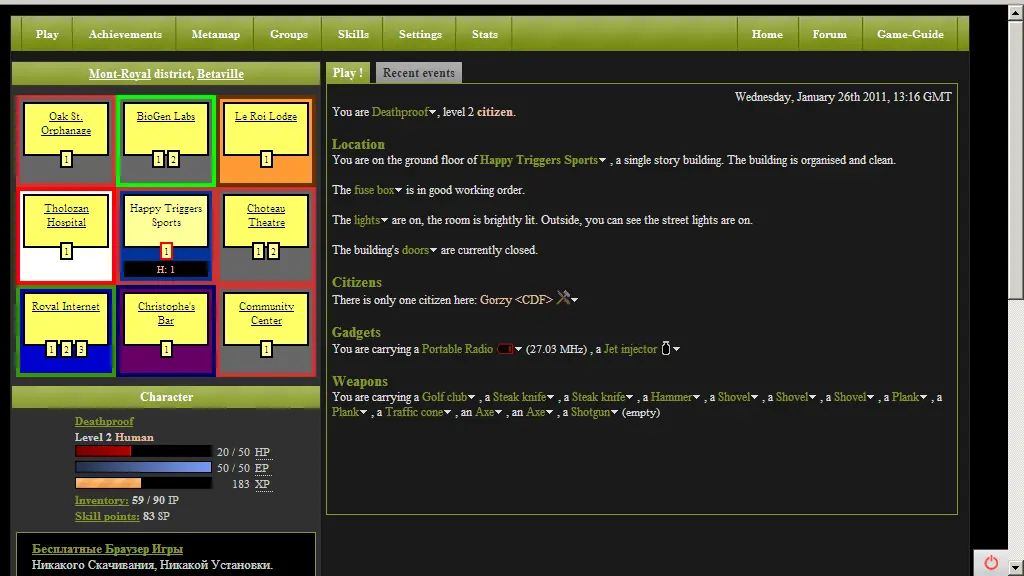 Play Achievements Metamap Groups Skills Settings Stats Home Forum Game-Guide
Mont-Royal district, Betaville
Oak St.
Orphanage
1
BioGen Labs
1 2
Le Roi Lodge
1
Tholozan
Hospital
1
Happy Triggers
Sports
1
H: 1
Choteau
Theatre
1 2
Royal Internet
1 2 3
Christophe's
Bar
1
Community
Center
1
Character
Deathproof
Level 2 Human
20 / 50 HP
50 / 50 EP
183 XP
Inventory: 59 / 90 IP
Skill points: 83 SP
Бесплатные Браузер Игры
Никакого Скачивания, Никакой Установки.
Play ! Recent events
Wednesday, January 26th 2011, 13:16 GMT
You are Deathproof, level 2 citizen.
Location
You are on the ground floor of Happy Triggers Sports , a single story building. The building is organised and clean.
The fuse box is in good working order.
The lights are on, the room is brightly lit. Outside, you can see the street lights are on.
The building's doors are currently closed.
Citizens
There is only one citizen here: Gorzy <CDF>
Gadgets
You are carrying a Portable Radio (27.03 MHz) , a Jet injector
Weapons
You are carrying a Golf club , a Steak knife , a Steak knife , a Hammer , a Shovel , a Shovel , a Shovel , a Plank , a
Plank , a Traffic cone , an Axe , an Axe , a Shotgun (empty)